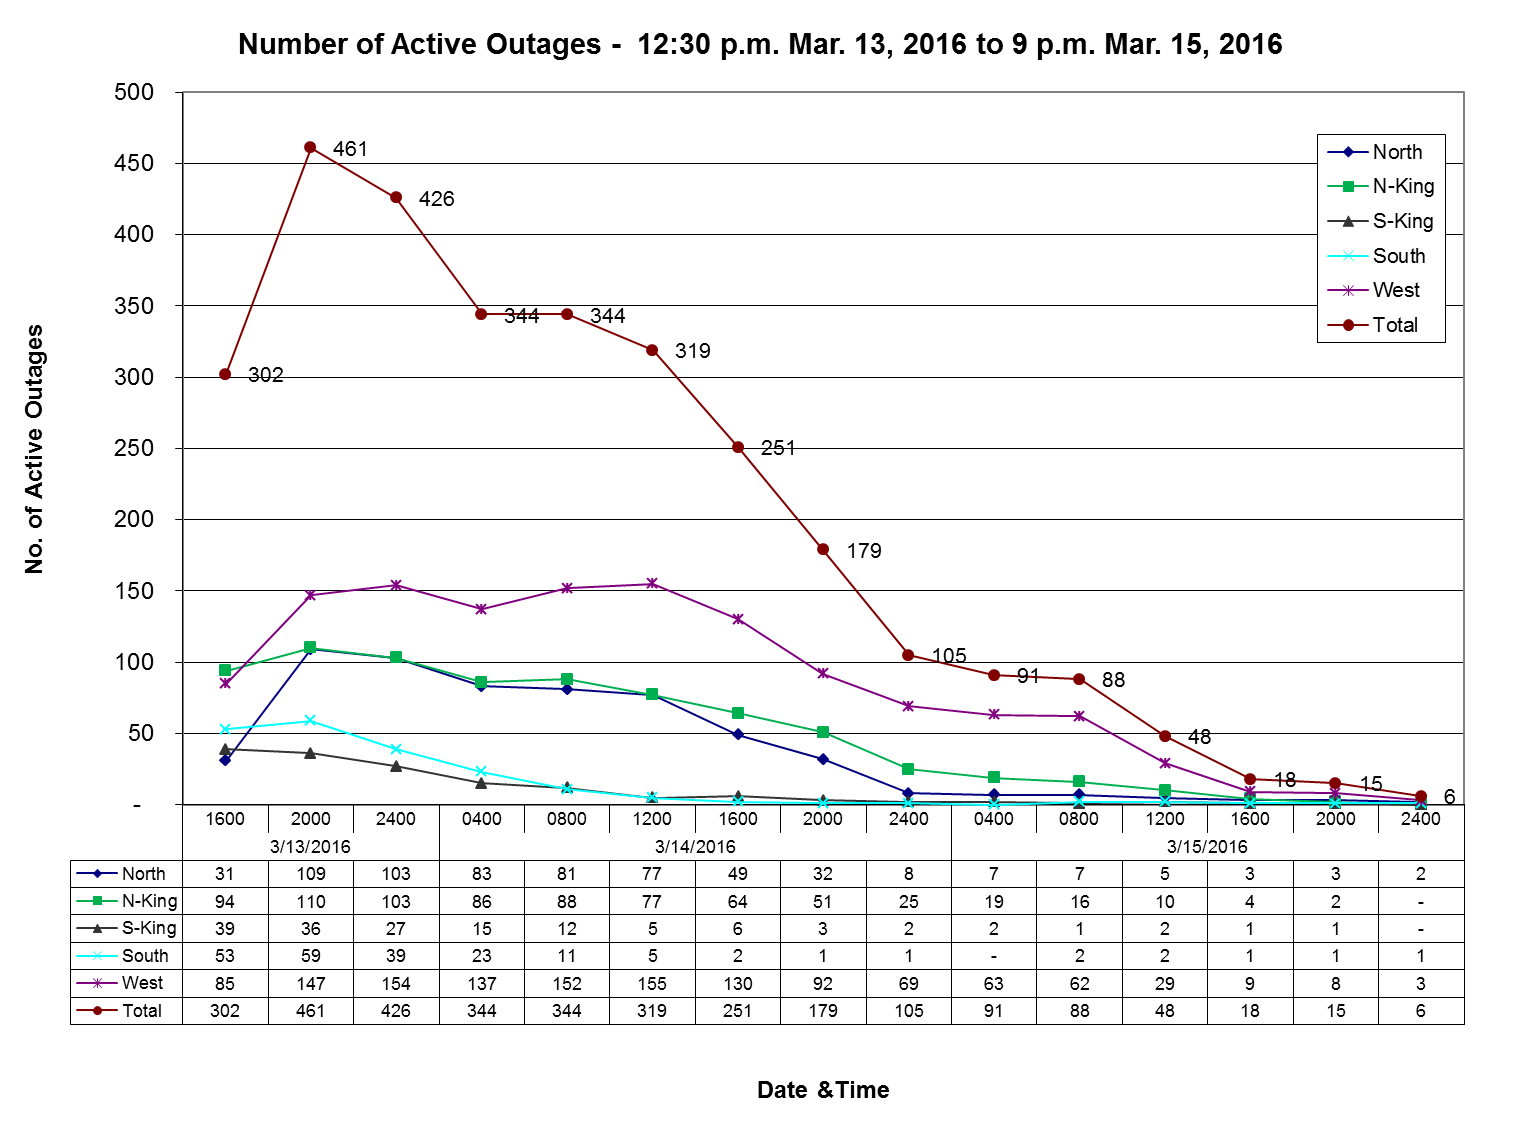 Number of Active Outages -  12:30 p.m. Mar. 13, 2016 to 9 p.m. Mar. 15, 2016
No. of Active Outages
500
450
400
350
300
250
200
150
100
50
-
461
426
302
344
344
319
251
179
105
91
88
48
18
15
6
North
N-King
S-King
South
West
Total
1600 2000 2400 0400 0800 1200 1600 2000 2400 0400 0800 1200 1600 2000 2400
3/13/2016 3/14/2016 3/15/2016
North 31 109 103 83 81 77 49 32 8 7 7 5 3 3 2
N-King 94 110 103 86 88 77 64 51 25 19 16 10 4 2 -
S-King 39 36 27 15 12 5 6 3 2 2 1 2 1 1 -
South 53 59 39 23 11 5 2 1 1 - 2 2 1 1 1
West 85 147 154 137 152 155 130 92 69 63 62 29 9 8 3
Total 302 461 426 344 344 319 251 179 105 91 88 48 18 15 6
Date &Time